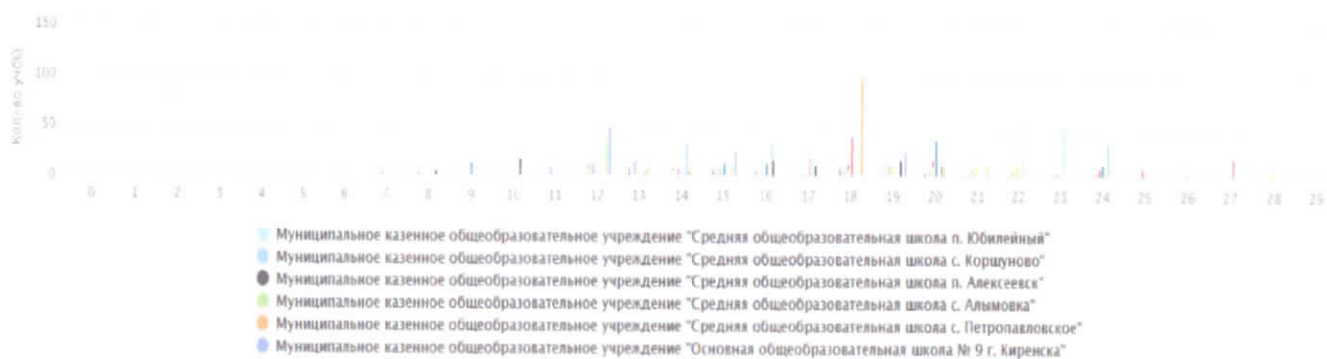 150
Кол-во уч(%)
100
50
0
0 1 2 3 4 5 6 7 8 9 10 11 12 13 14 15 16 17 18 19 20 21 22 23 24 25 26 27 28 29
Муниципальное казенное общеобразовательное учреждение "Средняя общеобразовательная школа п. Юбилейный"
Муниципальное казенное общеобразовательное учреждение "Средняя общеобразовательная школа с. Коршуново"
Муниципальное казенное общеобразовательное учреждение "Средняя общеобразовательная школа п. Алексеевск"
Муниципальное казенное общеобразовательное учреждение "Средняя общеобразовательная школа с. Алымовка"
Муниципальное казенное общеобразовательное учреждение "Средняя общеобразовательная школа с. Петропавловское"
Муниципальное казенное общеобразовательное учреждение "Основная общеобразовательная школа № 9 г. Киренска"